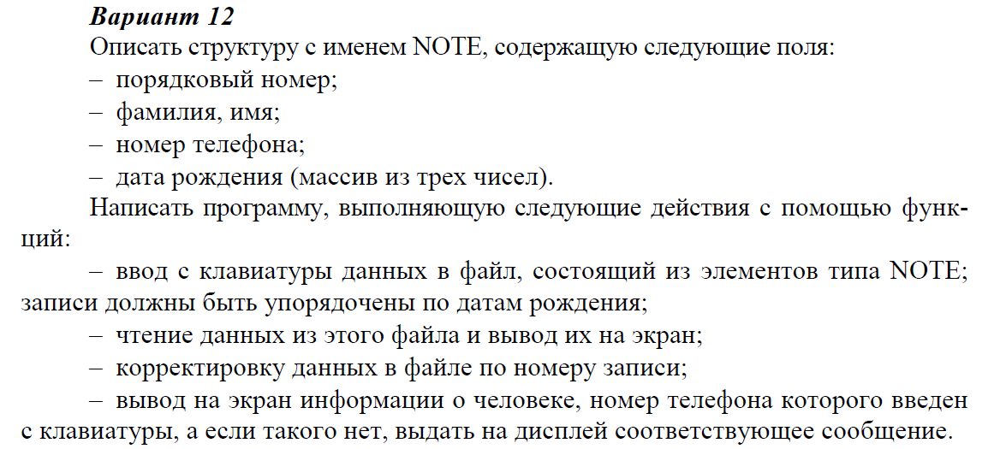 Вариант 12
Описать структуру с именем NOTE, содержащую следующие поля:
– порядковый номер;
– фамилия, имя;
– номер телефона;
– дата рождения (массив из трех чисел).
Написать программу, выполняющую следующие действия с помощью функ-
ций:
– ввод с клавиатуры данных в файл, состоящий из элементов типа NOTE;
записи должны быть упорядочены по датам рождения;
– чтение данных из этого файла и вывод их на экран;
– корректировку данных в файле по номеру записи;
– вывод на экран информации о человеке, номер телефона которого введен
с клавиатуры, а если такого нет, выдать на дисплей соответствующее сообщение.